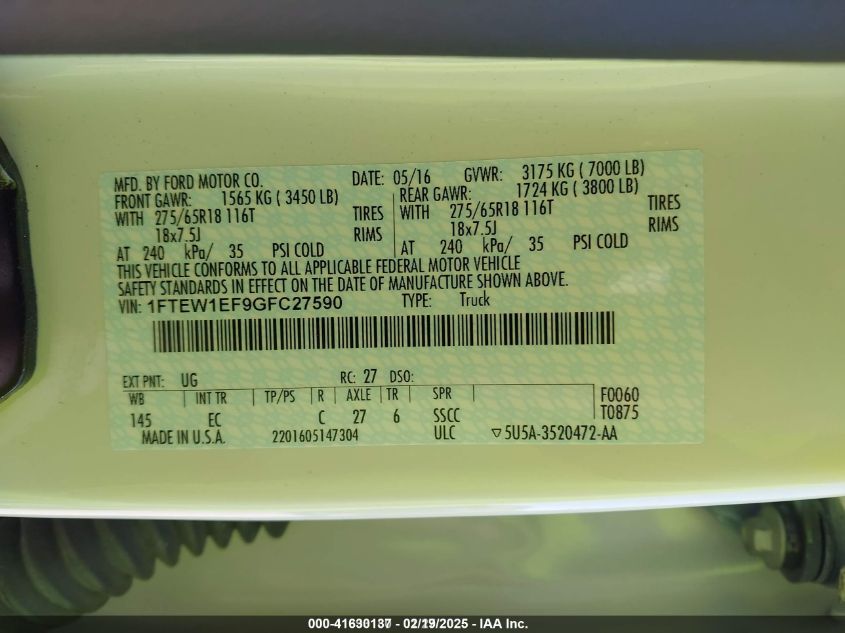 MFD. BY FORD MOTOR CO. DATE: 05/16 GVWR: 3175 KG ( 7000 LB)
FRONT GAWR: 1565 KG ( 3450 LB) REAR GAWR: 1724 KG ( 3800 LB)
WITH 275/65R18 116T TIRES WITH 275/65R18 116T TIRES
18x7.5J RIMS 18x7.5J RIMS
AT 240 kPa/ 35 PSI COLD AT 240 kPa/ 35 PSI COLD
THIS VEHICLE CONFORMS TO ALL APPLICABLE FEDERAL MOTOR VEHICLE
SAFETY STANDARDS IN EFFECT ON THE DATE OF MANUFACTURE SHOWN ABOVE.
VIN: 1FTEW1EF9GFC27590 TYPE: Truck
EXT PNT: UG RC: 27 DSO:
WB INT TR TP/PS R AXLE TR SPR F0060
145 EC C 27 6 SSCC T0875
MADE IN U.S.A. 2201605147304 ULC ▽5U5A-3520472-AA
000-41630137 - 02/19/2025 - IAA Inc.